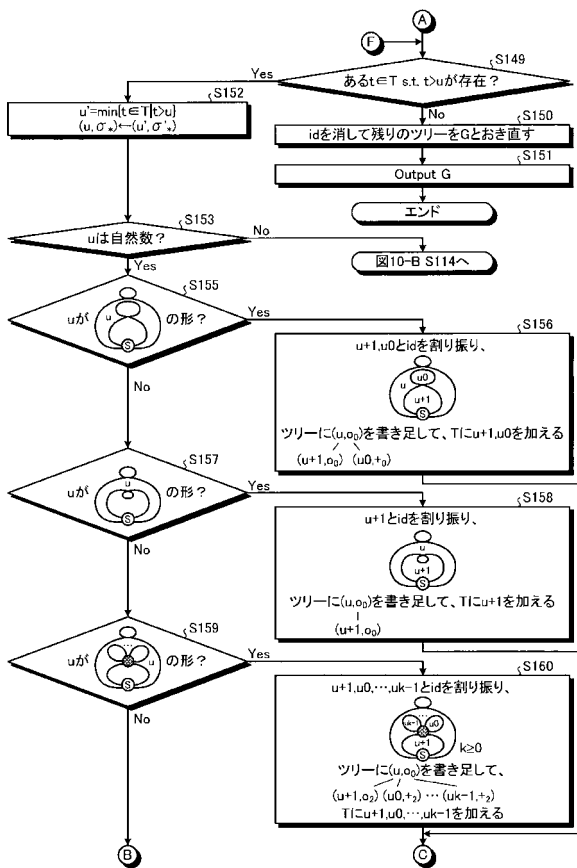 A
F
S149
あるt∈T s.t. t>uが存在?
Yes
No
S152
u'=min{t∈T|t>u}
(u,σ*)←(u',σ'*)
S150
idを消して残りのツリーをGとおき直す
S151
Output G
エンド
S153
uは自然数?
No
Yes
図10-B S114へ
S155
uが
u
S
の形?
Yes
No
S156
u+1,u0とidを割り振り、
u
u0
u+1
S
ツリーに(u,o₀)を書き足して、Tにu+1,u0を加える
(u+1,o₀) (u0,+₀)
S157
uが
u
S
の形?
Yes
No
S158
u+1とidを割り振り、
u
u+1
S
ツリーに(u,o₀)を書き足して、Tにu+1を加える
(u+1,o₀)
S159
uが
…
u
S
の形?
Yes
No
S160
u+1,u0,…,uk-1とidを割り振り、
…
uk-1
u0
u+1
S
k≥0
ツリーに(u,o₀)を書き足して、
(u+1,o₂) (u0,+₂) … (uk-1,+₂)
Tにu+1,u0,…,uk-1を加える
B
C